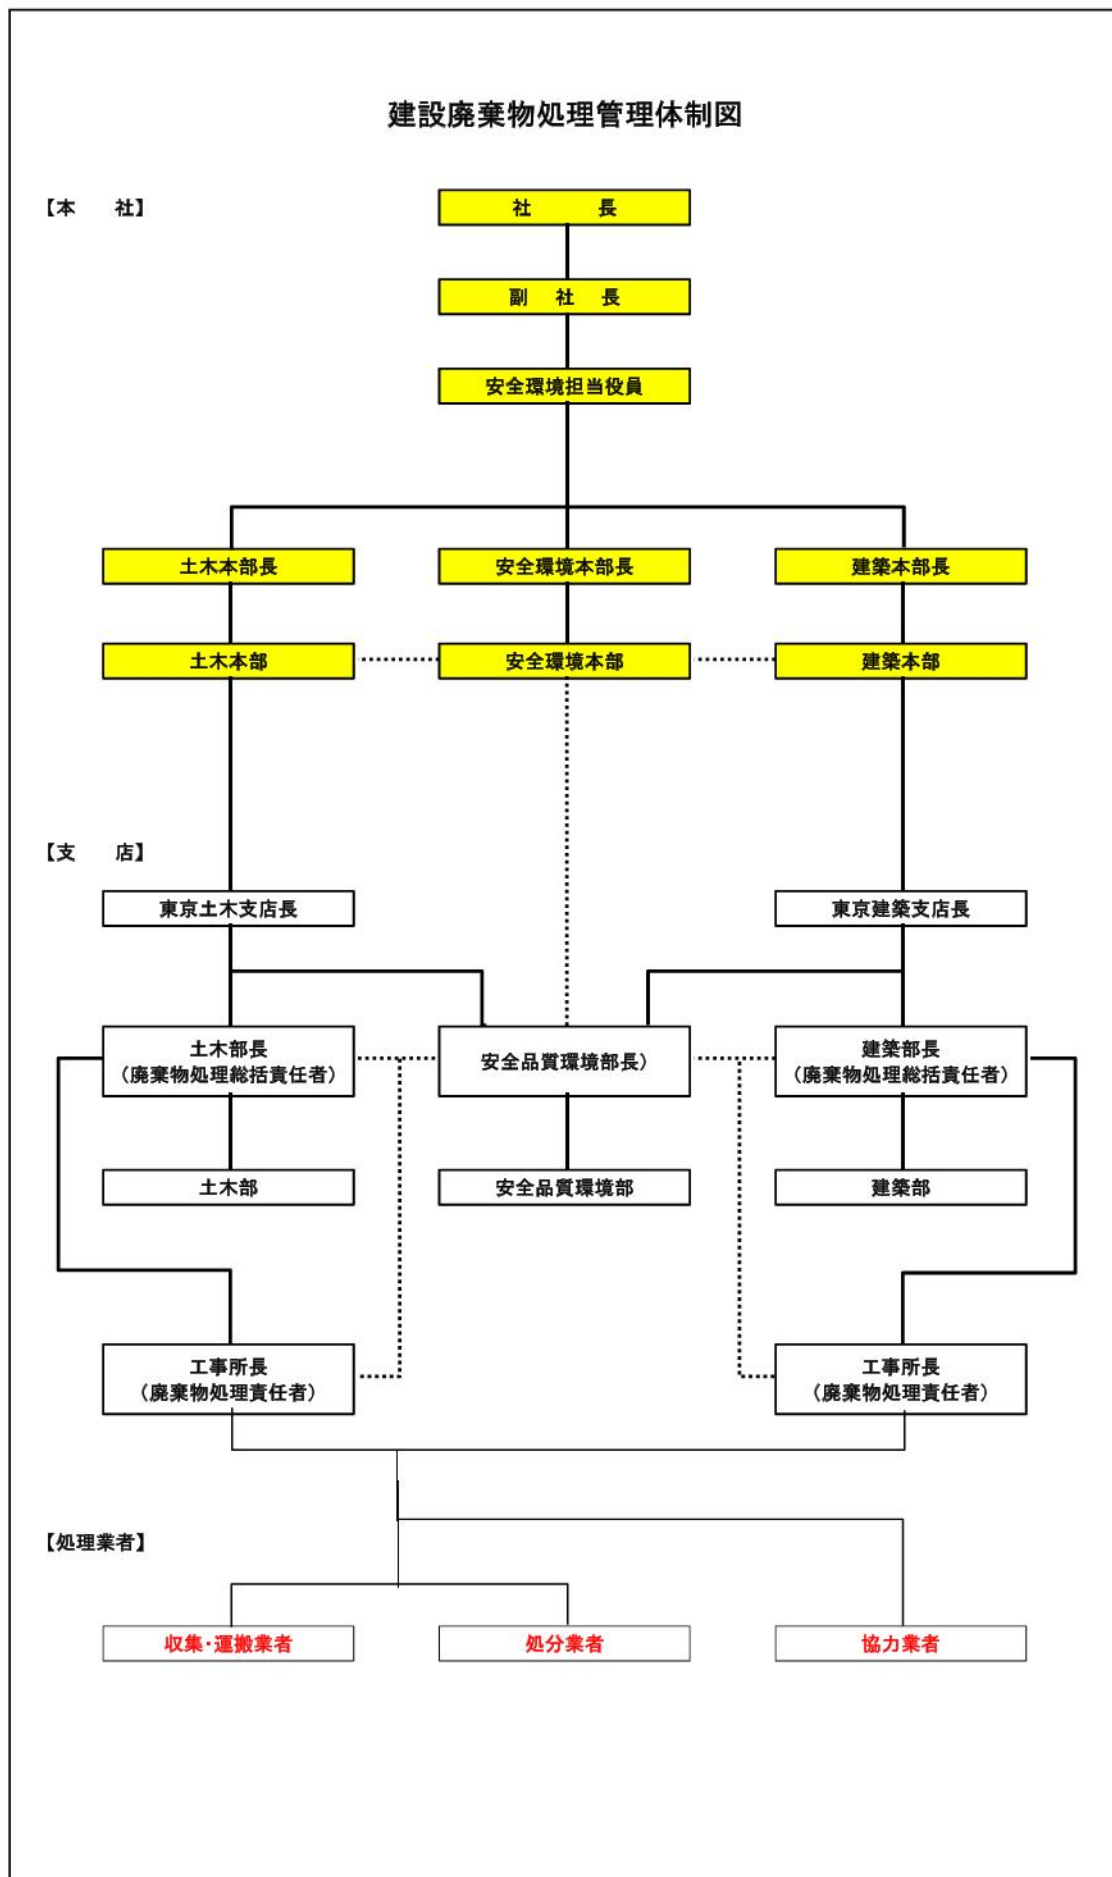 建設廃棄物処理管理体制図
【本　　社】
社　　　長
副　社　長
安全環境担当役員
土木本部長
安全環境本部長
建築本部長
土木本部
安全環境本部
建築本部
【支　　店】
東京土木支店長
東京建築支店長
土木部長
（廃棄物処理総括責任者）
安全品質環境部長）
建築部長
（廃棄物処理総括責任者）
土木部
安全品質環境部
建築部
工事所長
（廃棄物処理責任者）
工事所長
（廃棄物処理責任者）
【処理業者】
収集・運搬業者
処分業者
協力業者